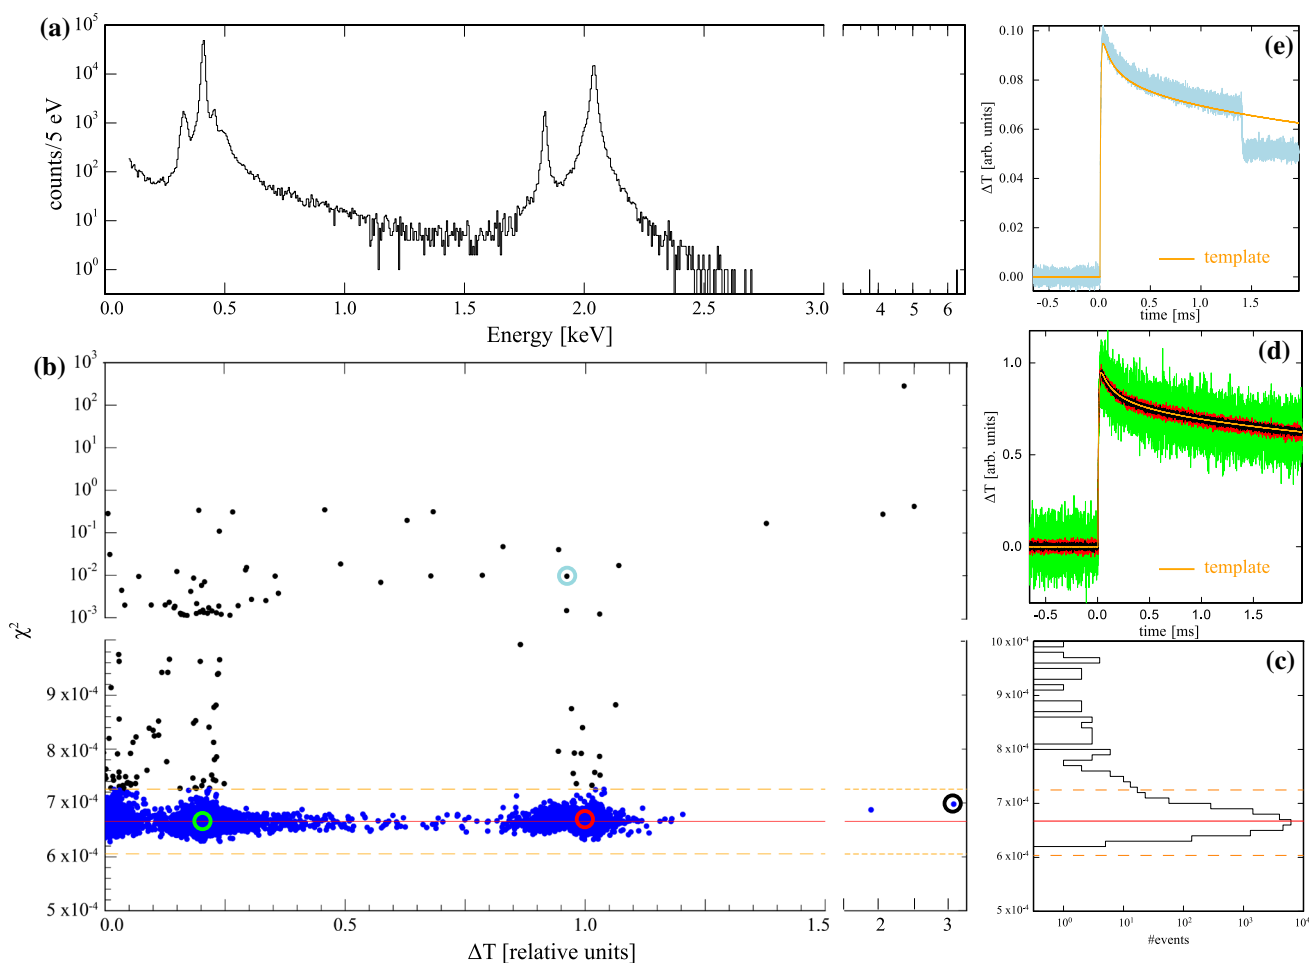 (a)
10^5
10^4
10^3
10^2
10^1
10^0
counts/5 eV
0.0 0.5 1.0 1.5 2.0 2.5 3.0 4 5 6
Energy [keV]
(b)
10^3
10^2
10^1
10^0
10^-1
10^-2
10^-3
χ^2
9 x10^-4
8 x10^-4
7 x10^-4
6 x10^-4
5 x10^-4
0.0 0.5 1.0 1.5 2 3
ΔT [relative units]
(e)
0.10
0.08
0.06
0.04
0.02
0.00
ΔT [arb. units]
template
-0.5 0.0 0.5 1.0 1.5
time [ms]
(d)
1.0
0.5
0.0
ΔT [arb. units]
template
-0.5 0.0 0.5 1.0 1.5
time [ms]
(c)
10 x10^-4
9 x10^-4
8 x10^-4
7 x10^-4
6 x10^-4
5 x10^-4
10^0 10^1 10^2 10^3 10^4
#events